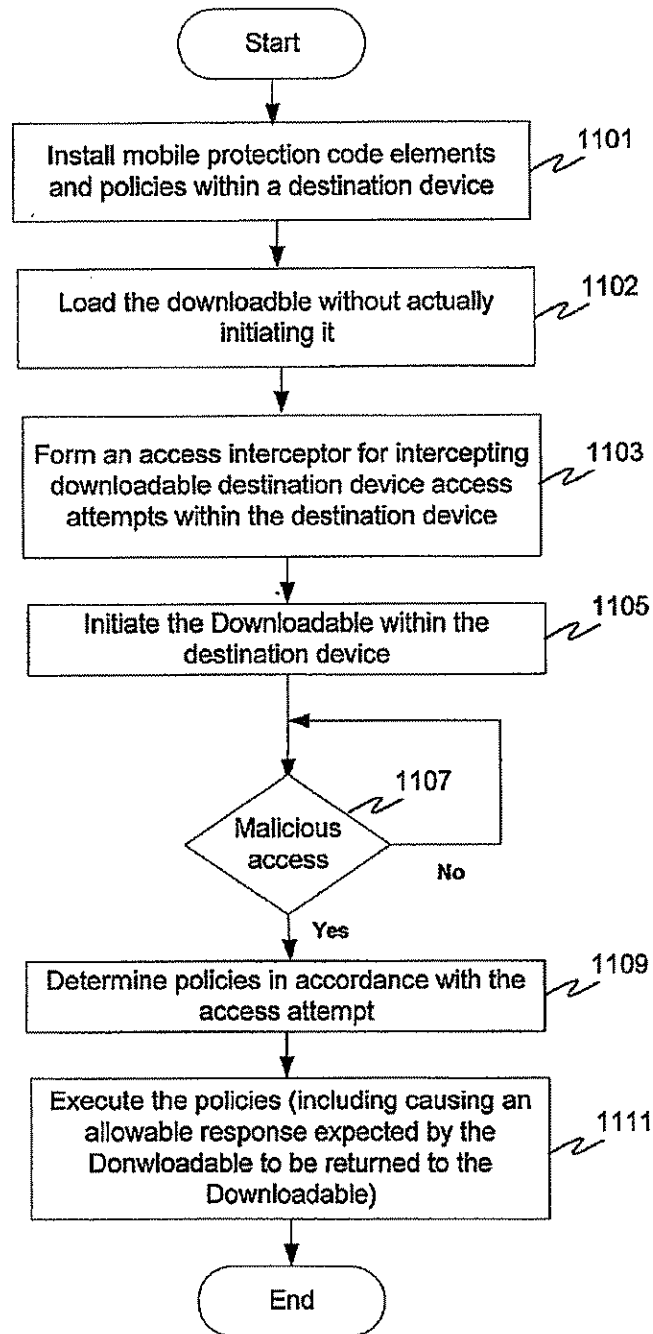 Start
Install mobile protection code elements
and policies within a destination device
1101
Load the downloadble without actually
initiating it
1102
Form an access interceptor for intercepting
downloadable destination device access
attempts within the destination device
1103
Initiate the Downloadable within the
destination device
1105
Malicious
access
1107
No
Yes
Determine policies in accordance with the
access attempt
1109
Execute the policies (including causing an
allowable response expected by the
Donwloadable to be returned to the
Downloadable)
1111
End